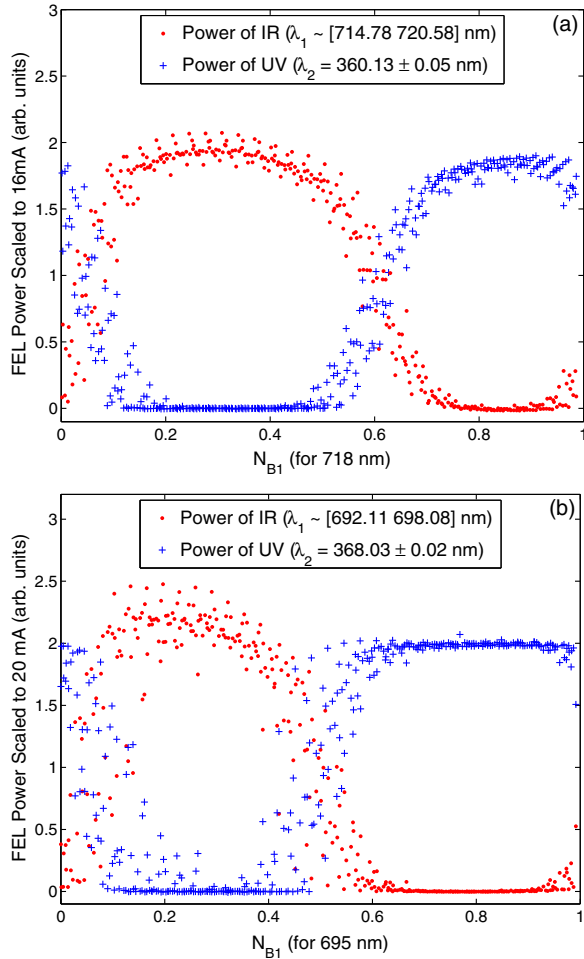 (a)
Power of IR (λ1 ~ [714.78 720.58] nm)
Power of UV (λ2 = 360.13 ± 0.05 nm)
FEL Power Scaled to 16mA (arb. units)
3
2.5
2
1.5
1
0.5
0
0 0.2 0.4 0.6 0.8 1
NB1 (for 718 nm)
(b)
Power of IR (λ1 ~ [692.11 698.08] nm)
Power of UV (λ2 = 368.03 ± 0.02 nm)
FEL Power Scaled to 20 mA (arb. units)
3
2.5
2
1.5
1
0.5
0
0 0.2 0.4 0.6 0.8 1
NB1 (for 695 nm)